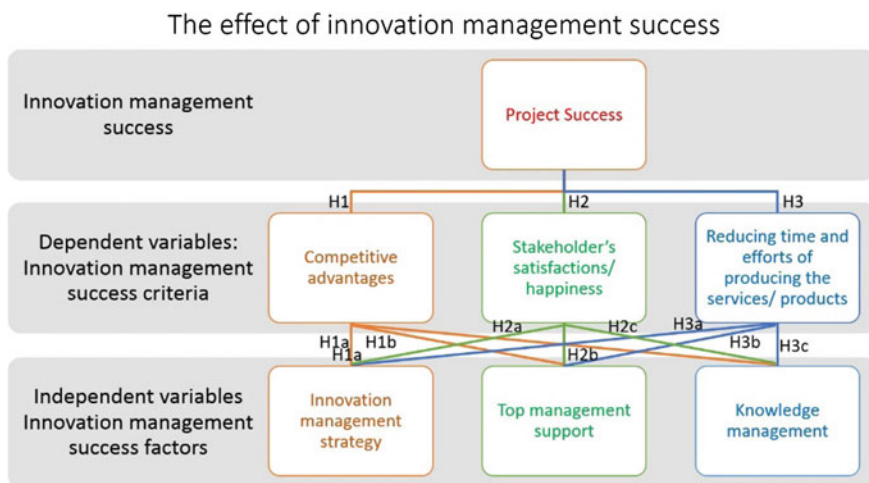 The effect of innovation management success
Innovation management
success
Project Success
H1
H2
H3
Dependent variables:
Innovation management
success criteria
Competitive
advantages
Stakeholder's
satisfactions/
happiness
Reducing time and
efforts of
producing the
services/ products
H1a
H1b
H1a
H2a
H2c
H2b
H3a
H3b
H3c
Independent variables
Innovation management
success factors
Innovation
management
strategy
Top management
support
Knowledge
management